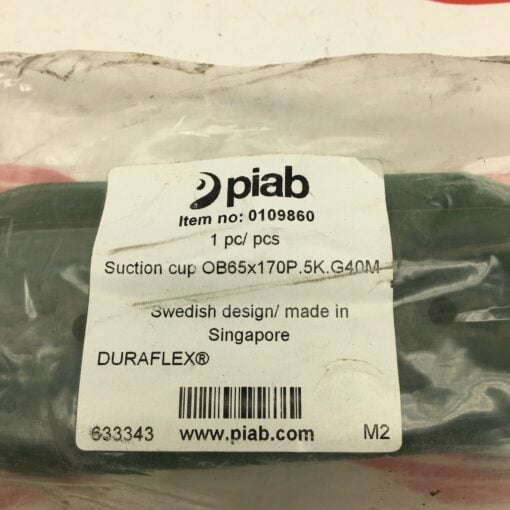 piab
Item no: 0109860
1 pc/ pcs
Suction cup OB65x170P.5K.G40M
Swedish design/ made in
Singapore
DURAFLEX®
633343 www.piab.com M2